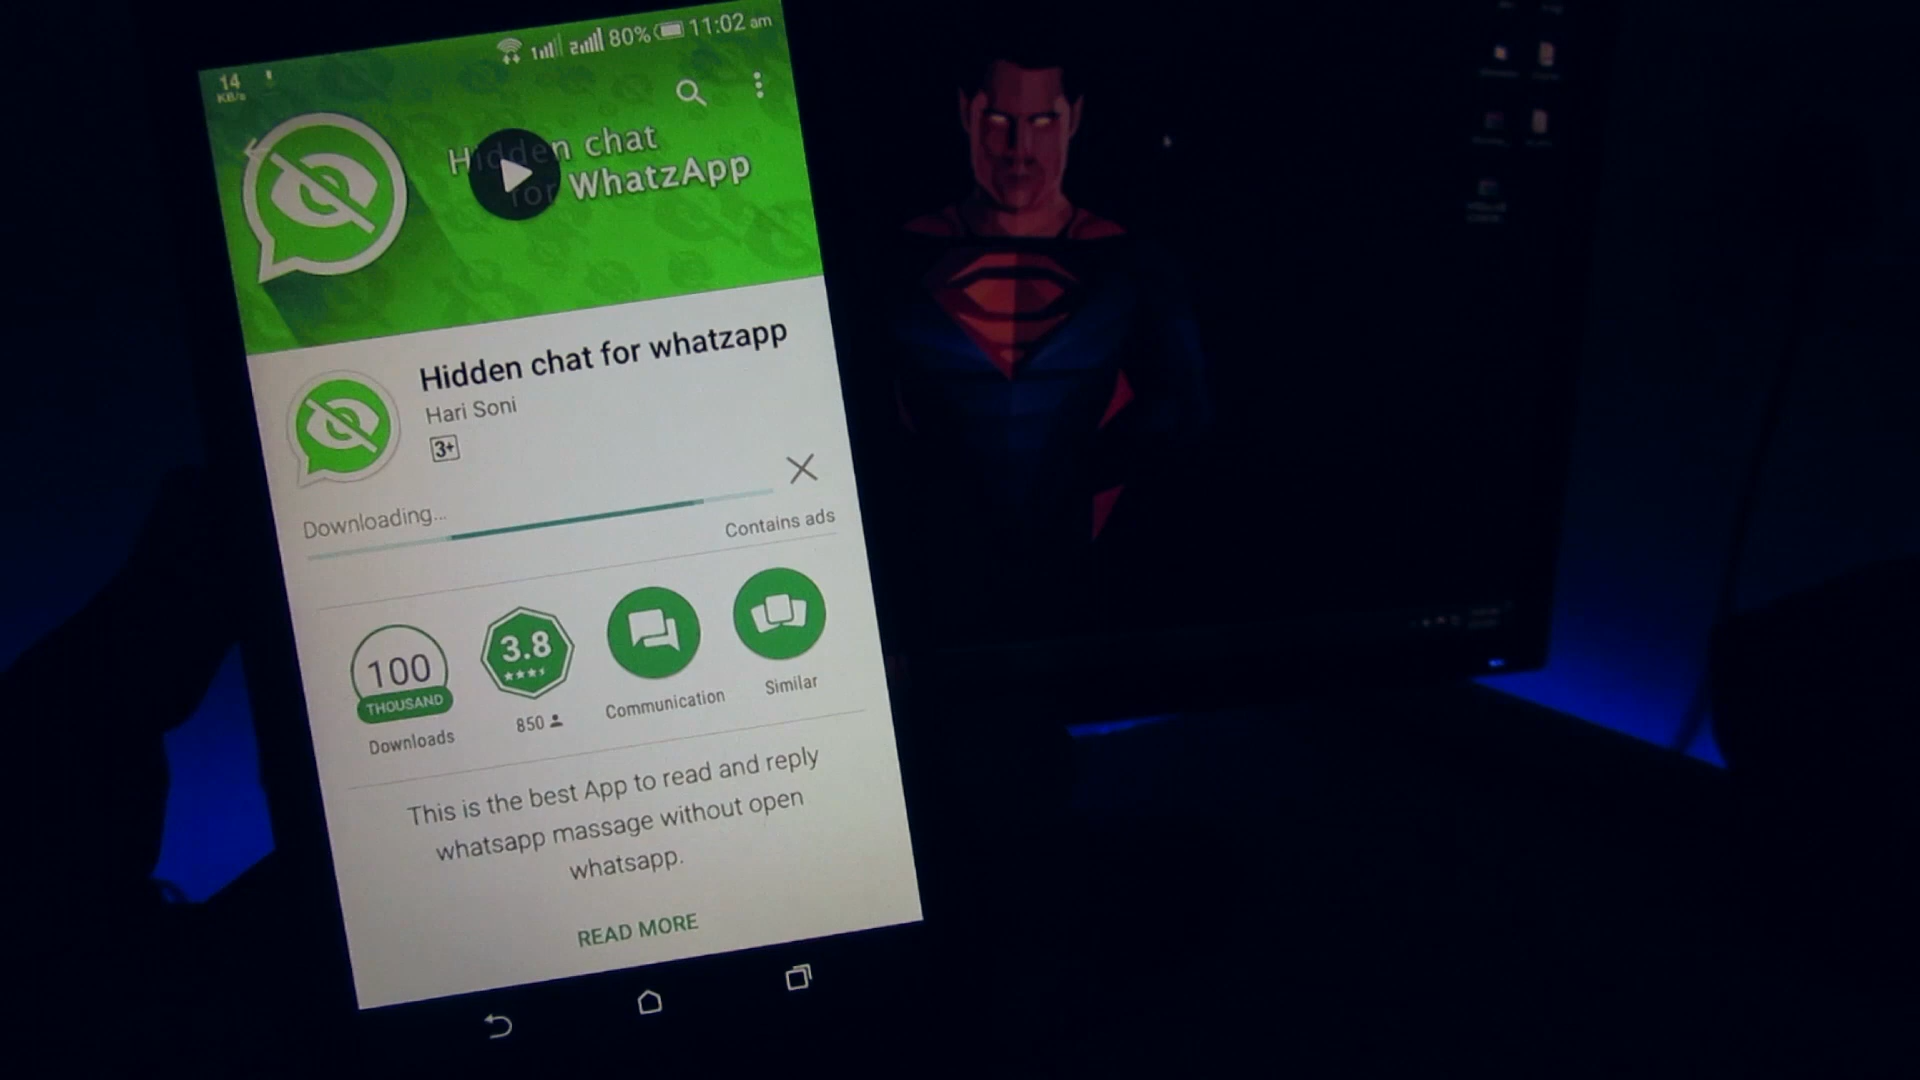 80% 11:02 am
14
KB/s
Hidden chat
for WhatzApp
Hidden chat for whatzapp
Hari Soni
3+
Downloading...
Contains ads
100
THOUSAND
Downloads
3.8
850
Communication
Similar
This is the best App to read and reply
whatsapp massage without open
whatsapp.
READ MORE